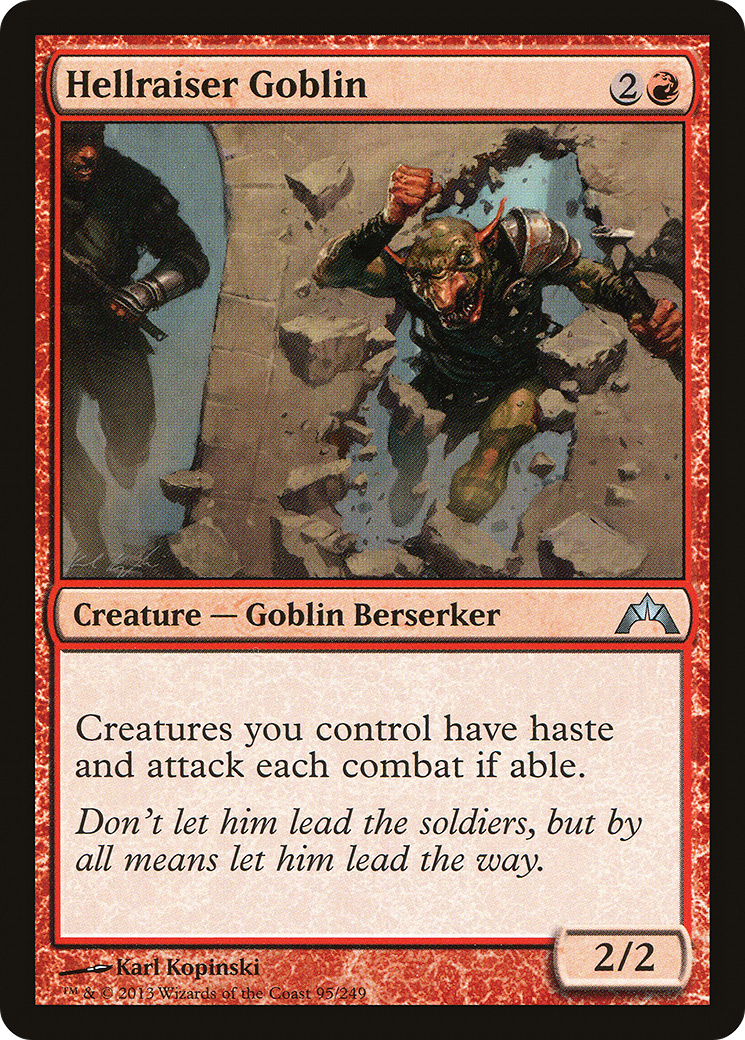 Hellraiser Goblin 2
Creature — Goblin Berserker
Creatures you control have haste
and attack each combat if able.
Don't let him lead the soldiers, but by
all means let him lead the way.
2/2
Karl Kopinski
™ & © 2013 Wizards of the Coast 95/249